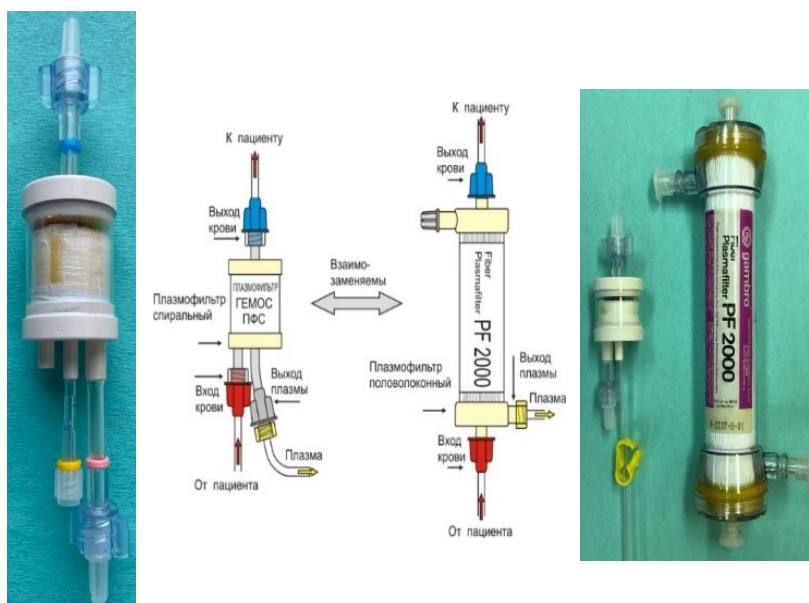 К пациенту
Выход
крови
Плазмофильтр
спиральный
ПЛАЗМОФИЛЬТР
ГЕМОС
ПФС
Вход
крови
Выход
плазмы
Плазма
От пациента
Взаимо-
заменяемы
К пациенту
Выход
крови
Fiber
Plasmafilter
PF 2000
Плазмофильтр
половолоконный
Выход
плазмы
Плазма
Вход
крови
От пациента
gambro
Fiber
Plasmafilter
PF 2000